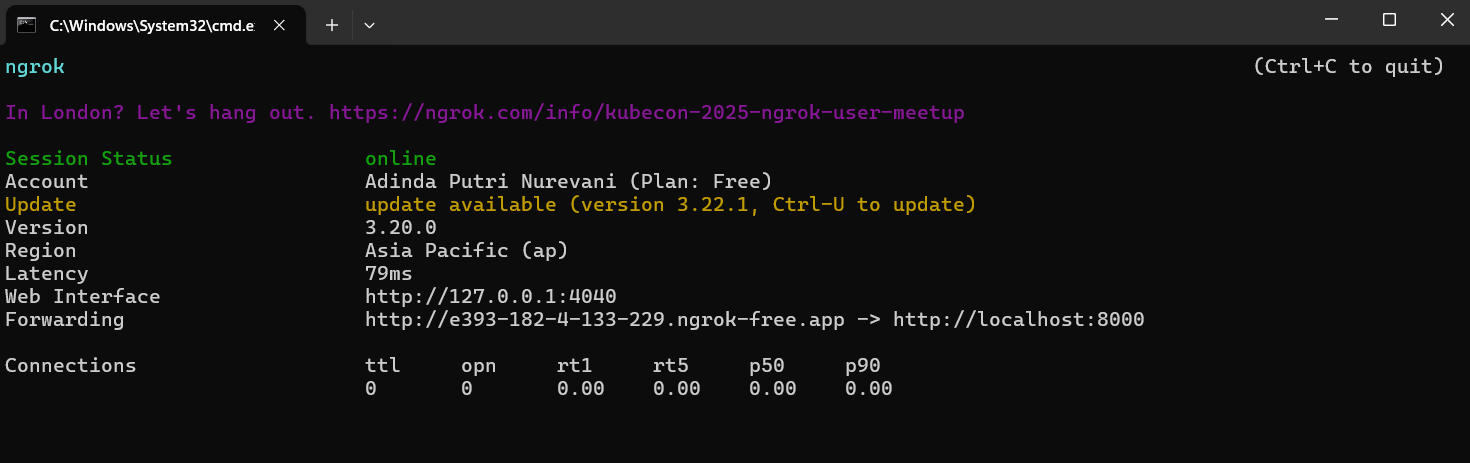 C:\Windows\System32\cmd.e
ngrok (Ctrl+C to quit)
In London? Let's hang out. https://ngrok.com/info/kubecon-2025-ngrok-user-meetup
Session Status online
Account Adinda Putri Nurevani (Plan: Free)
Update update available (version 3.22.1, Ctrl-U to update)
Version 3.20.0
Region Asia Pacific (ap)
Latency 79ms
Web Interface http://127.0.0.1:4040
Forwarding http://e393-182-4-133-229.ngrok-free.app -> http://localhost:8000
Connections ttl opn rt1 rt5 p50 p90
0 0 0.00 0.00 0.00 0.00